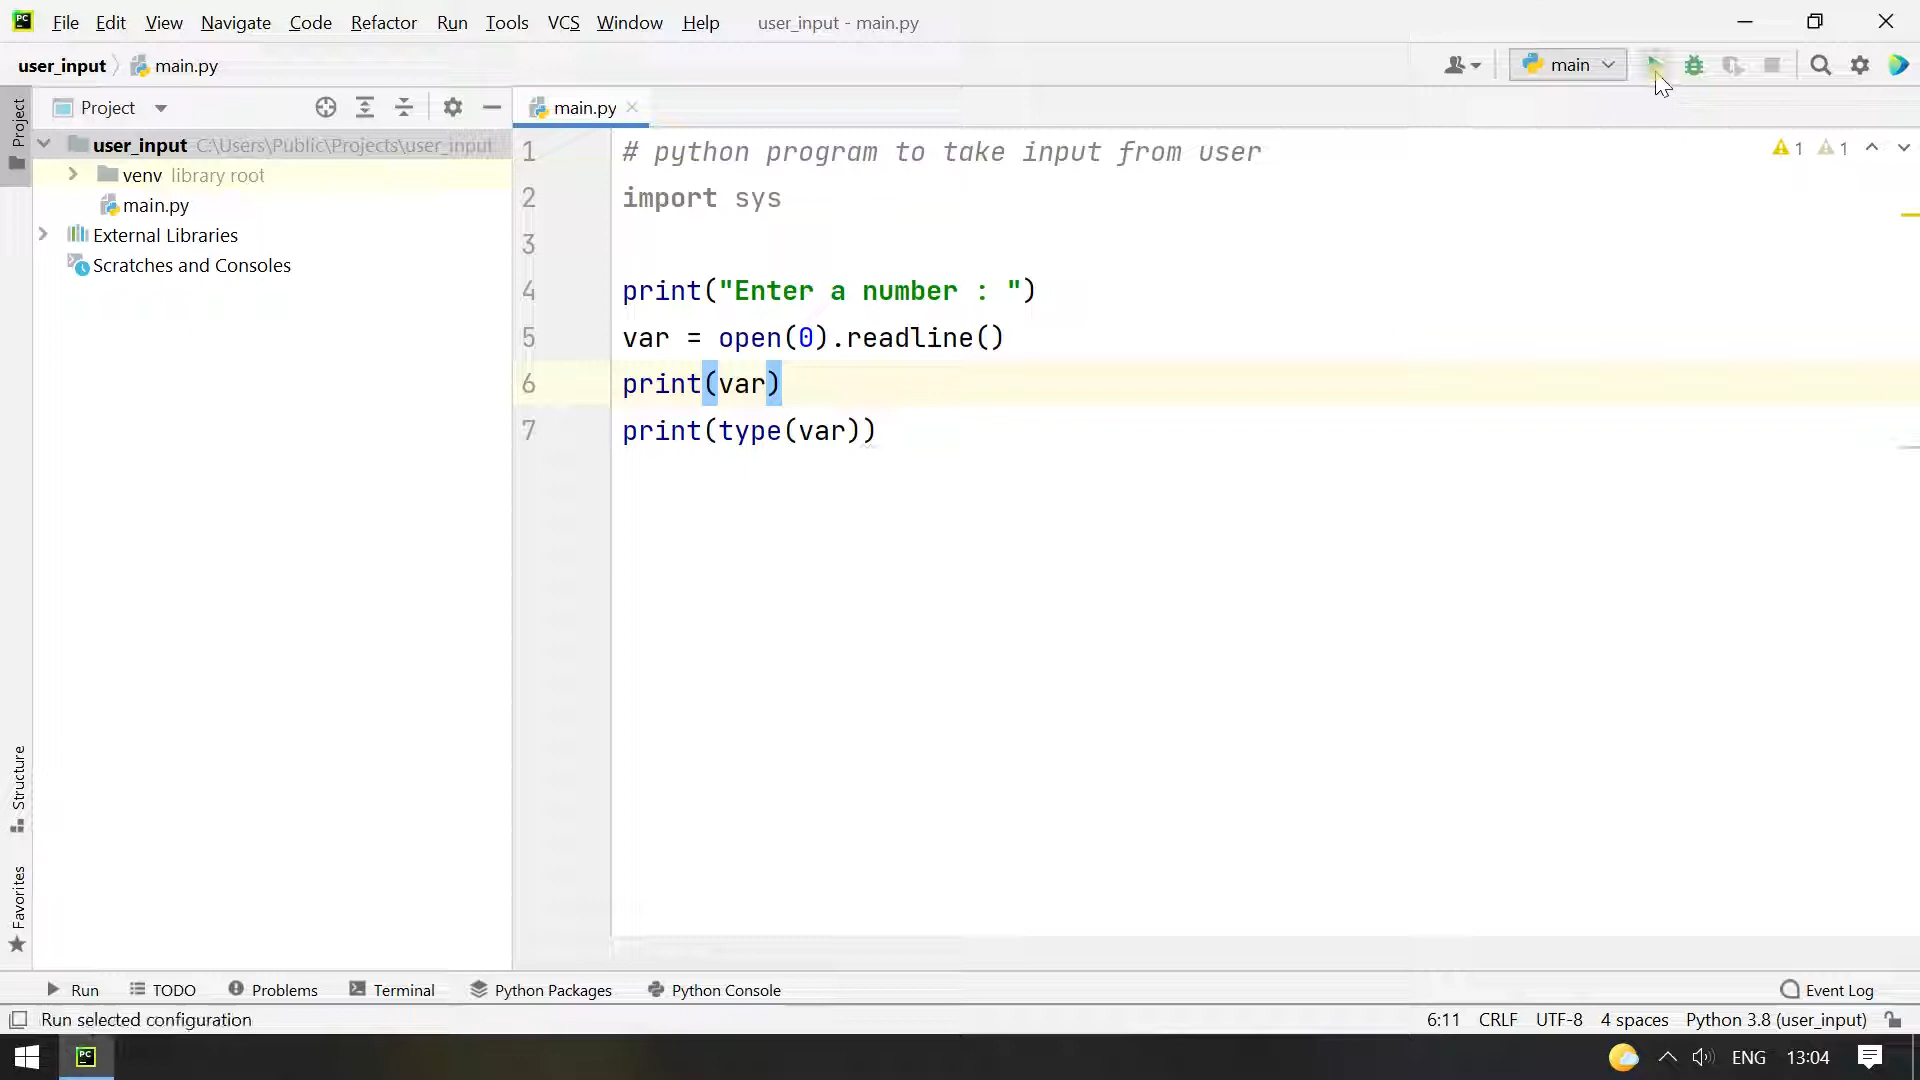 PC File Edit View Navigate Code Refactor Run Tools VCS Window Help user_input - main.py
user_input main.py main
Project Project main.py
user_input C:\Users\Public\Projects\user_input
venv library root
main.py
External Libraries
Scratches and Consoles
1 # python program to take input from user
2 import sys
3
4 print("Enter a number : ")
5 var = open(0).readline()
6 print(var)
7 print(type(var))
1 1
Structure
Favorites
Run TODO Problems Terminal Python Packages Python Console Event Log
Run selected configuration 6:11 CRLF UTF-8 4 spaces Python 3.8 (user_input)
PC ENG 13:04